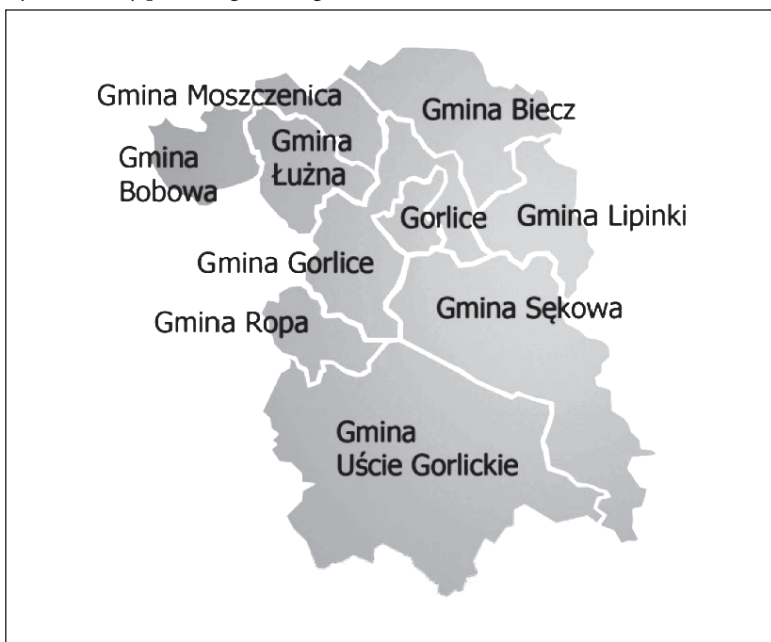 Gmina Moszczenica
Gmina Biecz
Gmina
Łużna
Gmina
Bobowa
Gorlice
Gmina Lipinki
Gmina Gorlice
Gmina Ropa
Gmina Sękowa
Gmina
Uście Gorlickie